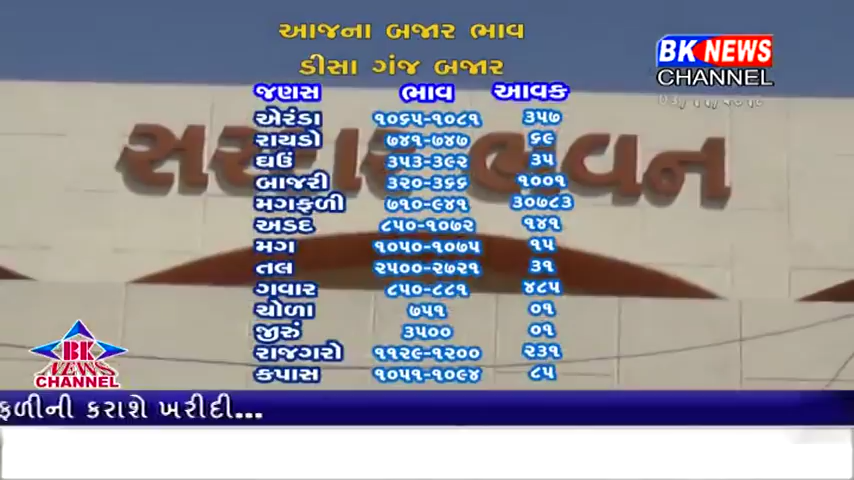 આજના બજાર ભાવ
ડીસા ગંજ બજાર
BK NEWS
CHANNEL
જણસ ભાવ આવક
એરંડા ૧૦૬૫-૧૦૮૧ ૩૫૭
રાયડો ૭૪૧-૭૪૭ ૬૯
ઘઉં ૩૫૩-૩૯૨ ૩૫
બાજરી ૩૨૦-૩૬૬ ૧૦૦૧
મગફળી ૭૧૦-૯૪૧ ૩૦૭૮૩
અડદ ૮૫૦-૧૦૭૨ ૧૪૧
મગ ૧૦૫૦-૧૦૭૫ ૧૫
તલ ૨૫૦૦-૨૭૨૧ ૩૧
ગવાર ૮૫૦-૮૮૧ ૪૮૫
ચોળા ૭૫૧ ૦૧
જીરું ૩૫૦૦ ૦૧
રાજગરો ૧૧૨૯-૧૨૦૦ ૨૩૧
કપાસ ૧૦૫૧-૧૦૯૪ ૮૫
સરદાર ભવન
BK
NEWS
CHANNEL
ફળીની કરાશે ખરીદી...